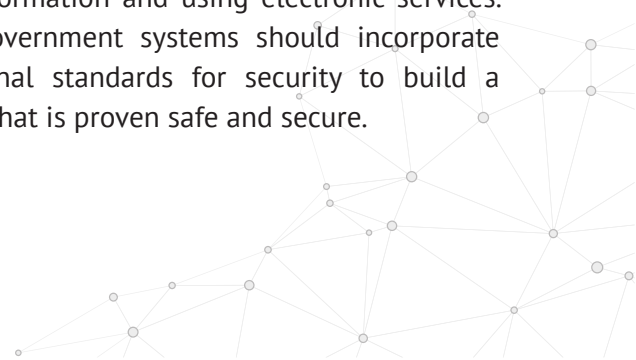 ormation and using electronic services.
overnment systems should incorporate
nal standards for security to build a
hat is proven safe and secure.